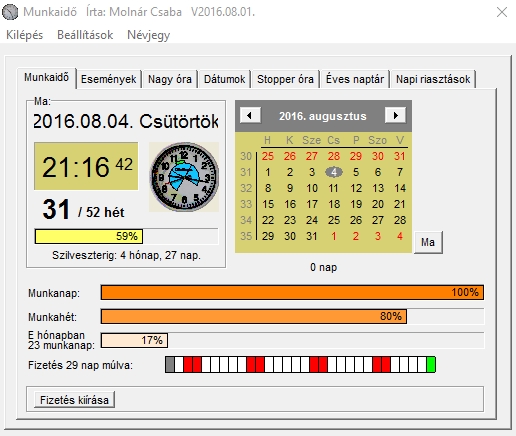 Munkaidő   Írta: Molnár Csaba   V2016.08.01.
Kilépés Beállítások Névjegy
Munkaidő Események Nagy óra Dátumok Stopper óra Éves naptár Napi riasztások
Ma:
2016.08.04. Csütörtök
21:16 42
31 / 52 hét
59%
Szilveszterig: 4 hónap, 27 nap.
2016. augusztus
H K Sze Cs P Szo V
30 25 26 27 28 29 30 31
31 1 2 3 4 5 6 7
32 8 9 10 11 12 13 14
33 15 16 17 18 19 20 21
34 22 23 24 25 26 27 28
35 29 30 31 1 2 3 4
Ma
0 nap
Munkanap: 100%
Munkahét: 80%
E hónapban
23 munkanap: 17%
Fizetés 29 nap múlva:
Fizetés kiírása